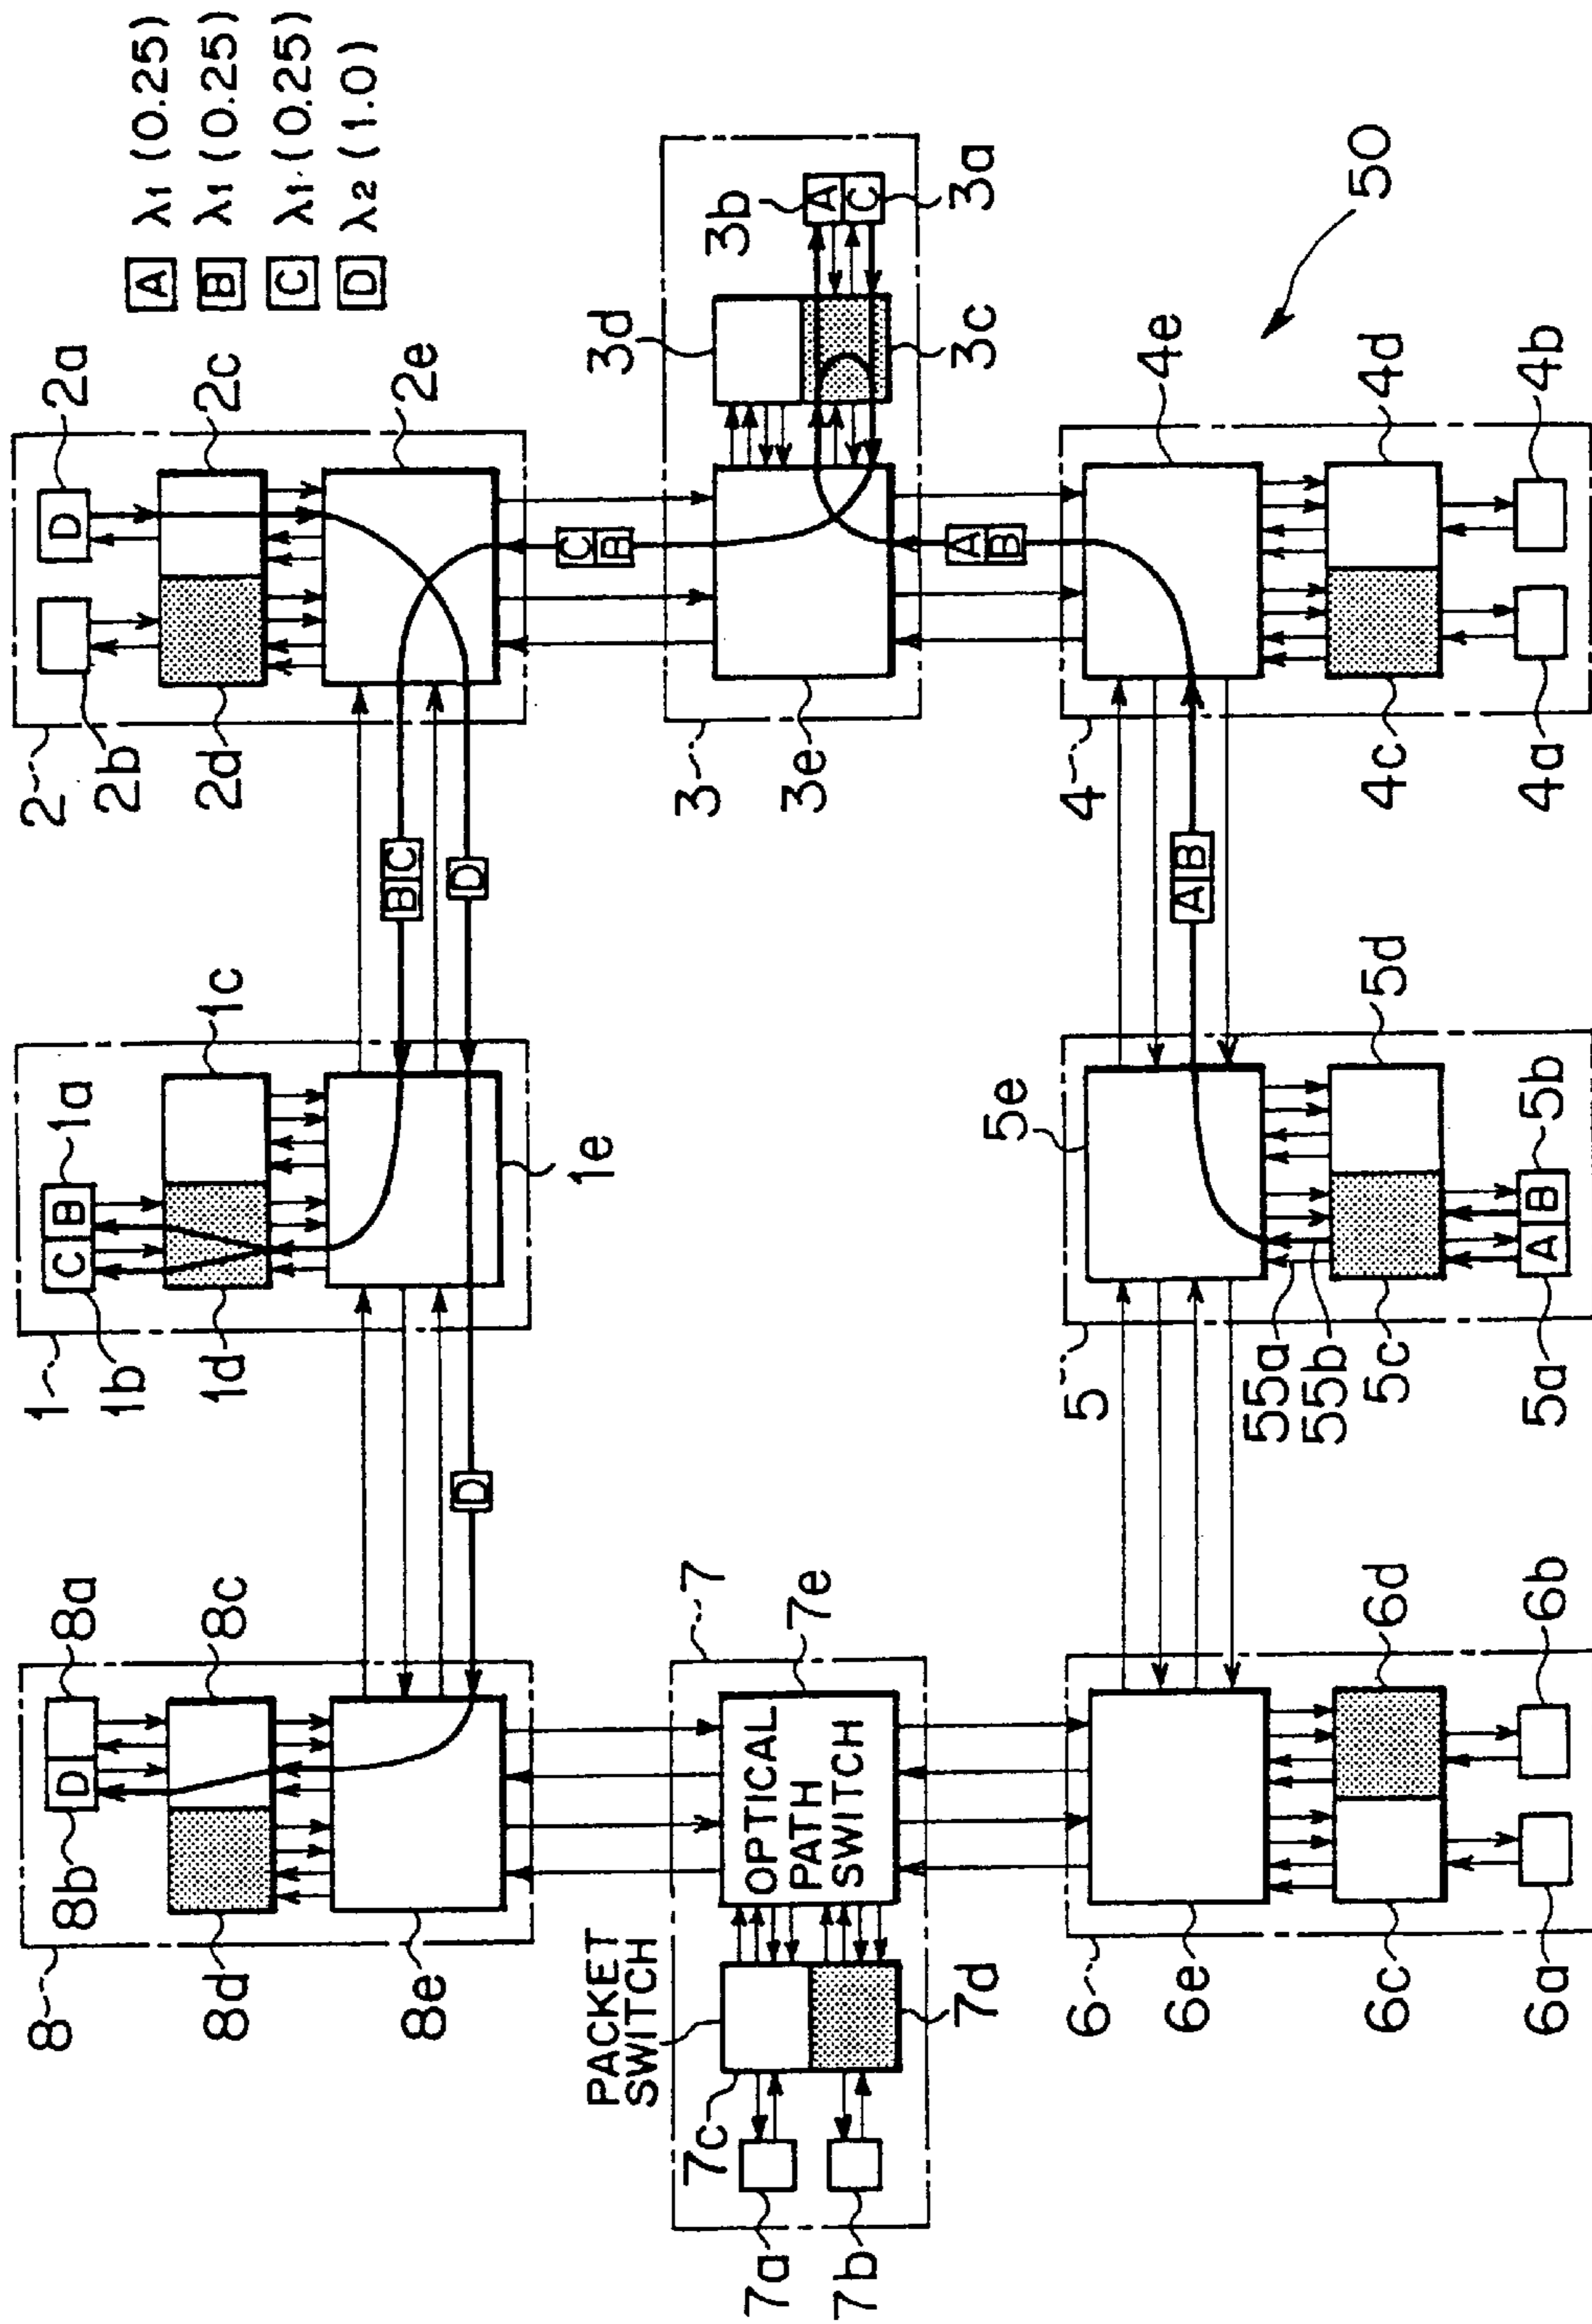 A λ1 (0.25)
B λ1 (0.25)
C λ1 (0.25)
D λ2 (1.0)
8
8b
8d
8e
8a
8c
D
D
1
1b
1d
1a
1c
1e
C B
B C
D
2
2b
2d
2a
2c
2e
D
C
B
3
3e
3d
3b
3a
3c
A
C
A
B
50
PACKET
SWITCH
OPTICAL
PATH
SWITCH
7
7a
7b
7c
7d
7e
6
6e
6c
6a
6d
6b
5
5e
5d
5b
5a
5c
55a
55b
A B
A B
4
4c
4a
4e
4d
4b